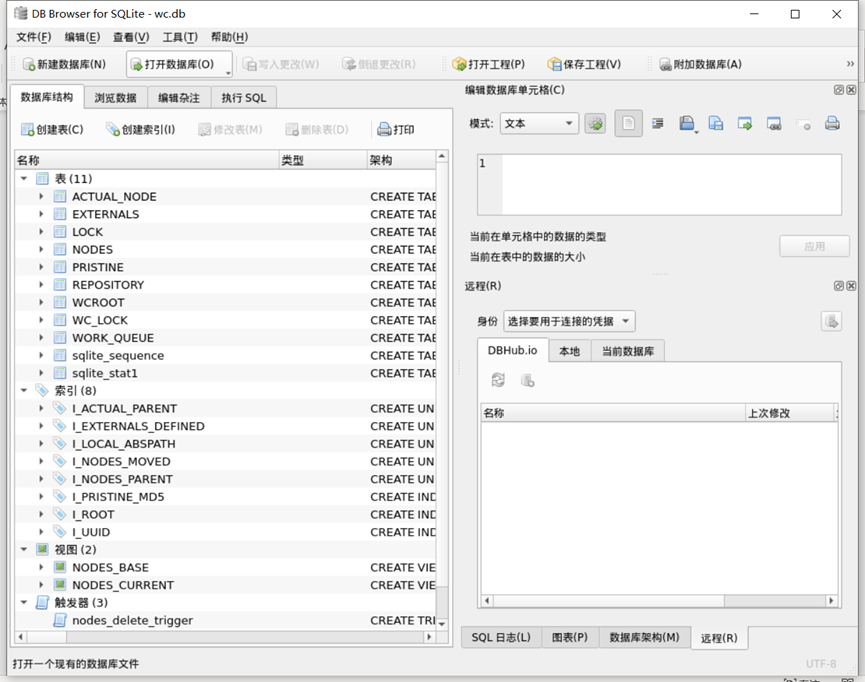 DB Browser for SQLite - wc.db
文件(F) 编辑(E) 查看(V) 工具(T) 帮助(H)
新建数据库(N) 打开数据库(O) 写入更改(W) 倒退更改(R) 打开工程(P) 保存工程(V) 附加数据库(A) »
数据库结构 浏览数据 编辑杂注 执行 SQL
创建表(C) 创建索引(I) 修改表(M) 删除表(D) 打印
名称 类型 架构
表 (11)
ACTUAL_NODE CREATE TAB
EXTERNALS CREATE TAB
LOCK CREATE TAB
NODES CREATE TAB
PRISTINE CREATE TAB
REPOSITORY CREATE TAB
WCROOT CREATE TAB
WC_LOCK CREATE TAB
WORK_QUEUE CREATE TAB
sqlite_sequence CREATE TAB
sqlite_stat1 CREATE TAB
索引 (8)
I_ACTUAL_PARENT CREATE UN
I_EXTERNALS_DEFINED CREATE UN
I_LOCAL_ABSPATH CREATE UN
I_NODES_MOVED CREATE UN
I_NODES_PARENT CREATE UN
I_PRISTINE_MD5 CREATE IND
I_ROOT CREATE IND
I_UUID CREATE IND
视图 (2)
NODES_BASE CREATE VIE
NODES_CURRENT CREATE VIE
触发器 (3)
nodes_delete_trigger CREATE TRI
编辑数据库单元格(C)
模式: 文本
1
当前在单元格中的数据的类型
当前在表中的数据的大小
应用
远程(R)
身份 选择要用于连接的凭据
DBHub.io 本地 当前数据库
名称 上次修改
SQL 日志(L) 图表(P) 数据库架构(M) 远程(R)
打开一个现有的数据库文件
UTF-8